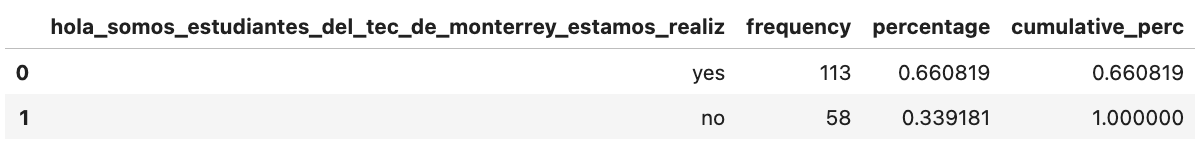 hola_somos_estudiantes_del_tec_de_monterrey_estamos_realiz frequency percentage cumulative_perc
0 yes 113 0.660819 0.660819
1 no 58 0.339181 1.000000